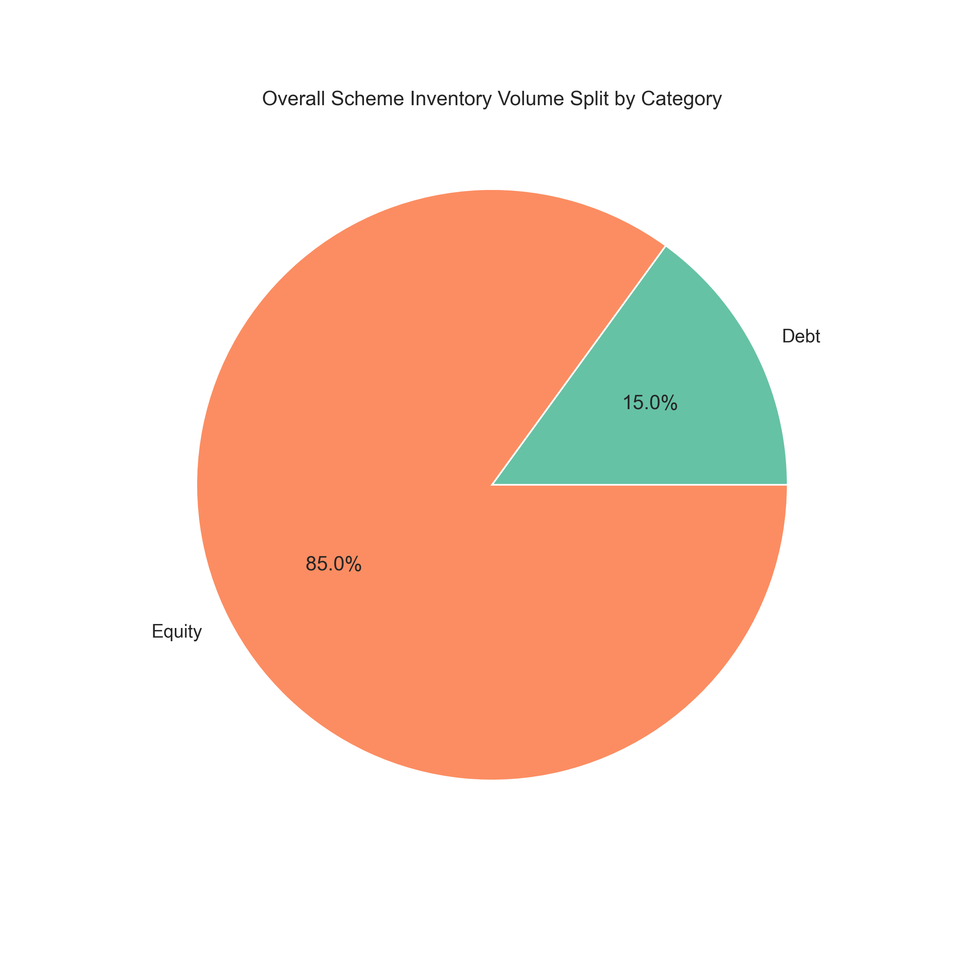 Overall Scheme Inventory Volume Split by Category
Debt
15.0%
85.0%
Equity